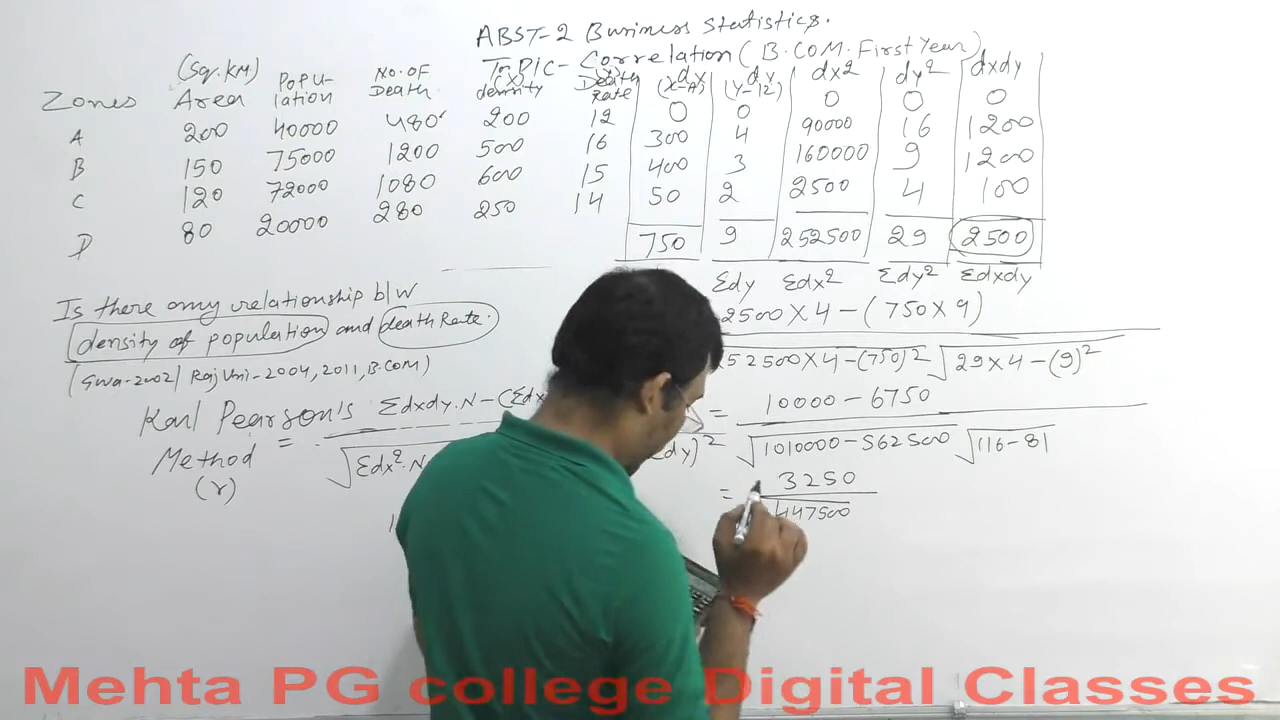 ABST-2 Business Statistics.
TOPIC- Correlation (B.COM. First Year)
Zones (Sq.KM) Area POPU-lation NO. OF Death (X) density (Y) Death Rate dx (X-A) dy (Y-12) dx2 dy2 dxdy
A 200 40000 480 200 12 0 0 0 0 0
B 150 75000 1200 500 16 300 4 90000 16 1200
C 120 72000 1080 600 15 400 3 160000 9 1200
D 80 20000 280 250 14 50 2 2500 4 100
750 9 252500 29 2500
Σdy Σdx2 Σdy2 Σdxdy
Is there any relationship b/w
density of population and death Rate.
(Gwa-2002/ Raj Uni-2004, 2011, B.COM)
2500 X 4 - (750 X 9)
52500 X 4 - (750)2 √29 X 4 - (9)2
Karl Pearson's Method (r) = Σdxdy.N - (Σdx
√Σdx2.N
dy)2
= 10000 - 6750
√1010000 - 562500 √116 - 81
= 3250
447500
Mehta PG college Digital Classes